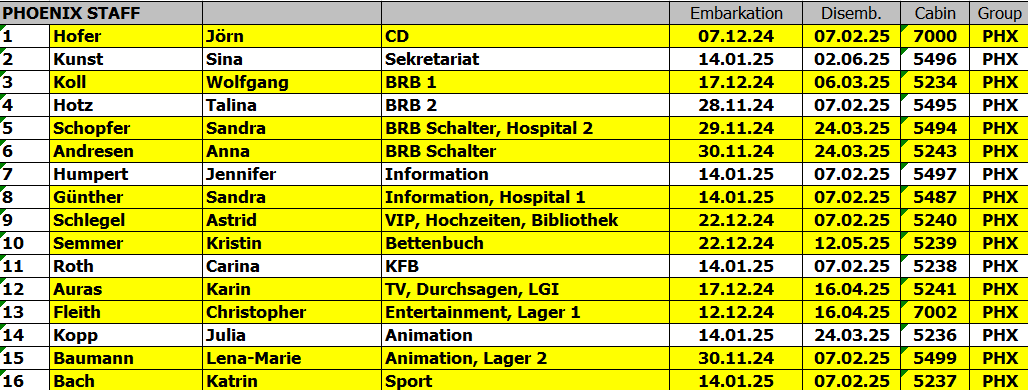 PHOENIX STAFF Embarkation Disemb. Cabin Group
1 Hofer Jörn CD 07.12.24 07.02.25 7000 PHX
2 Kunst Sina Sekretariat 14.01.25 02.06.25 5496 PHX
3 Koll Wolfgang BRB 1 17.12.24 06.03.25 5234 PHX
4 Hotz Talina BRB 2 28.11.24 07.02.25 5495 PHX
5 Schopfer Sandra BRB Schalter, Hospital 2 29.11.24 24.03.25 5494 PHX
6 Andresen Anna BRB Schalter 30.11.24 24.03.25 5243 PHX
7 Humpert Jennifer Information 14.01.25 07.02.25 5497 PHX
8 Günther Sandra Information, Hospital 1 14.01.25 07.02.25 5487 PHX
9 Schlegel Astrid VIP, Hochzeiten, Bibliothek 22.12.24 07.02.25 5240 PHX
10 Semmer Kristin Bettenbuch 22.12.24 12.05.25 5239 PHX
11 Roth Carina KFB 14.01.25 07.02.25 5238 PHX
12 Auras Karin TV, Durchsagen, LGI 17.12.24 16.04.25 5241 PHX
13 Fleith Christopher Entertainment, Lager 1 12.12.24 16.04.25 7002 PHX
14 Kopp Julia Animation 14.01.25 24.03.25 5236 PHX
15 Baumann Lena-Marie Animation, Lager 2 30.11.24 07.02.25 5499 PHX
16 Bach Katrin Sport 14.01.25 07.02.25 5237 PHX